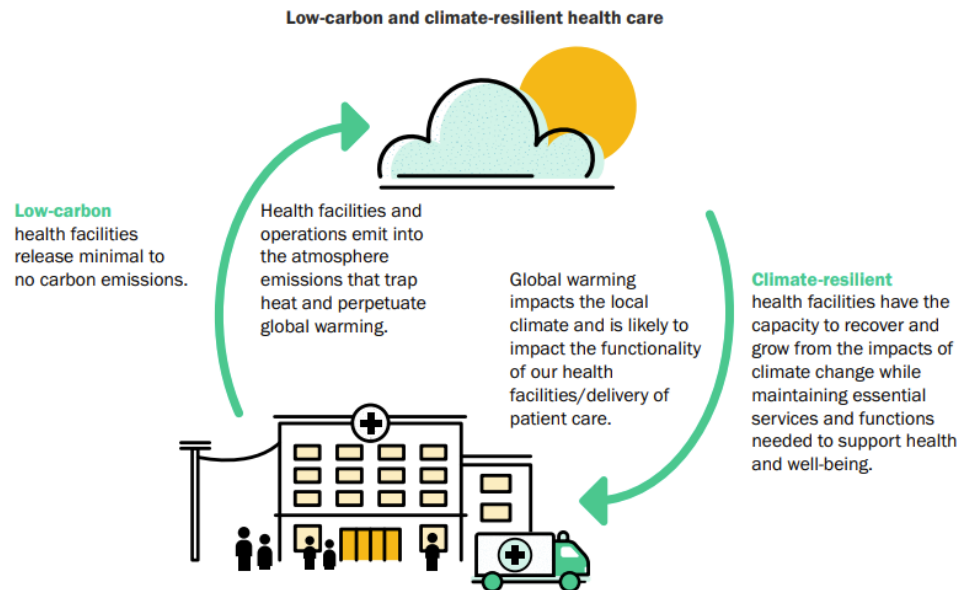 Low-carbon and climate-resilient health care
Low-carbon
health facilities
release minimal to
no carbon emissions.
Health facilities and
operations emit into
the atmosphere
emissions that trap
heat and perpetuate
global warming.
Global warming
impacts the local
climate and is likely to
impact the functionality
of our health
facilities/delivery of
patient care.
Climate-resilient
health facilities have the
capacity to recover and
grow from the impacts of
climate change while
maintaining essential
services and functions
needed to support health
and well-being.